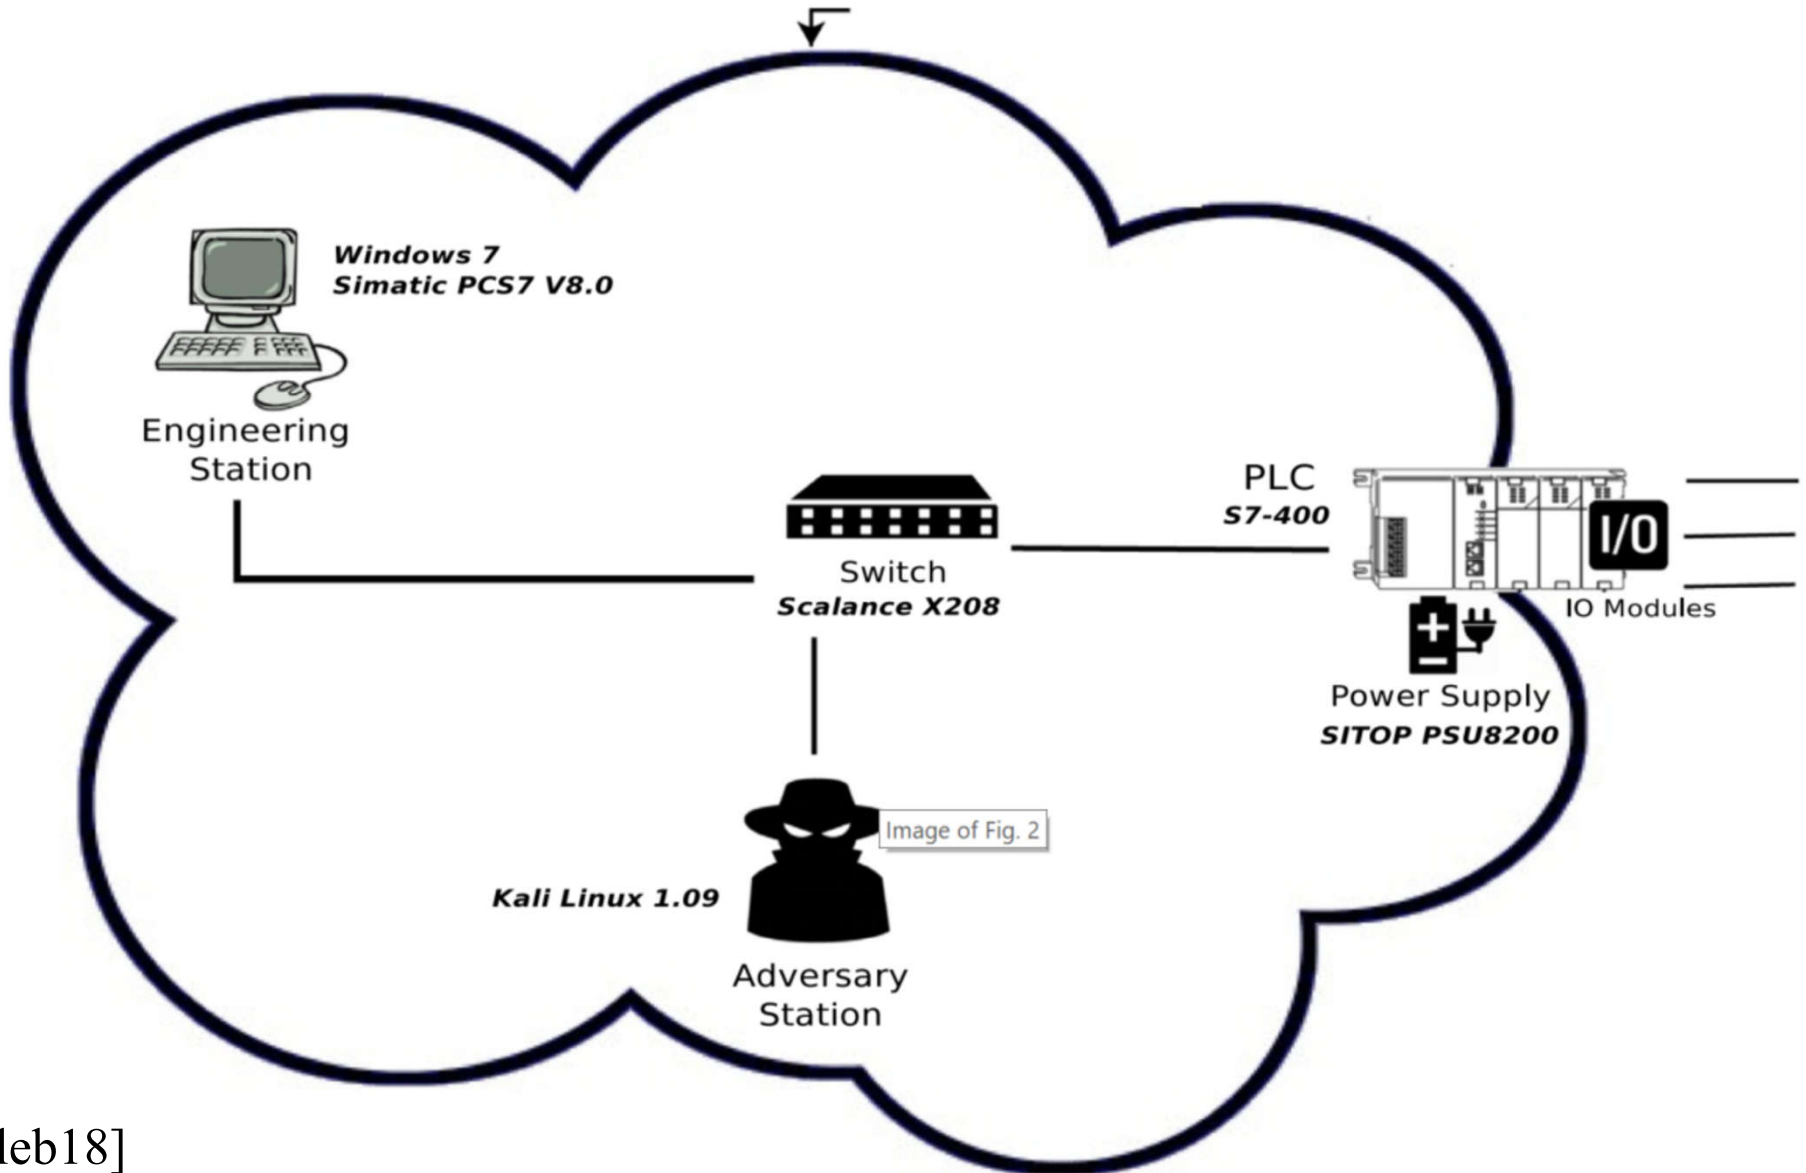 Windows 7
Simatic PCS7 V8.0
Engineering
Station
PLC
S7-400
I/O
Switch
Scalance X208
IO Modules
Power Supply
SITOP PSU8200
Image of Fig. 2
Kali Linux 1.09
Adversary
Station
leb18]